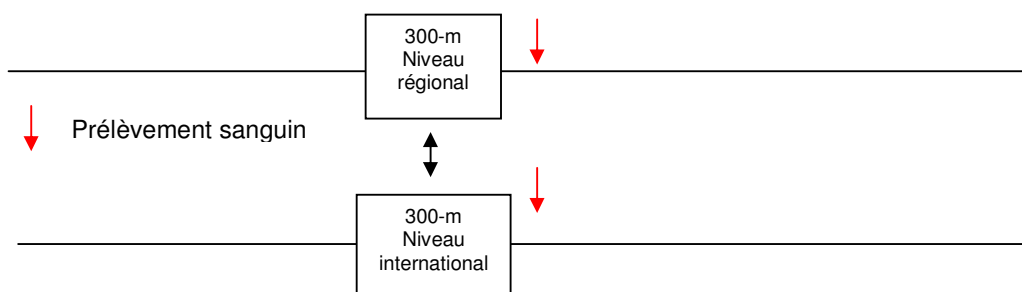 300-m
Niveau
régional
Prélèvement sanguin
300-m
Niveau
international